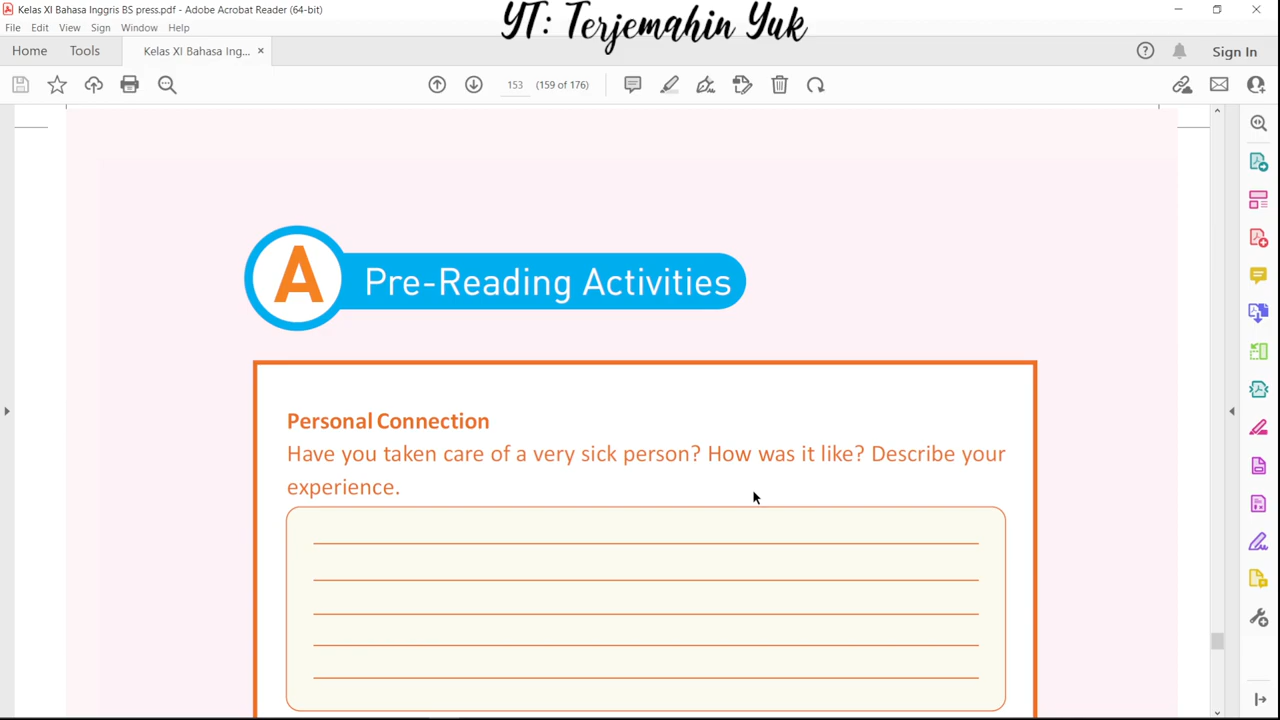 Kelas XI Bahasa Inggris BS press.pdf - Adobe Acrobat Reader (64-bit)
YT: Terjemahin Yuk
File Edit View Sign Window Help
Home Tools Kelas XI Bahasa Ing... × Sign In
153 (159 of 176)
A Pre-Reading Activities
Personal Connection
Have you taken care of a very sick person? How was it like? Describe your
experience.